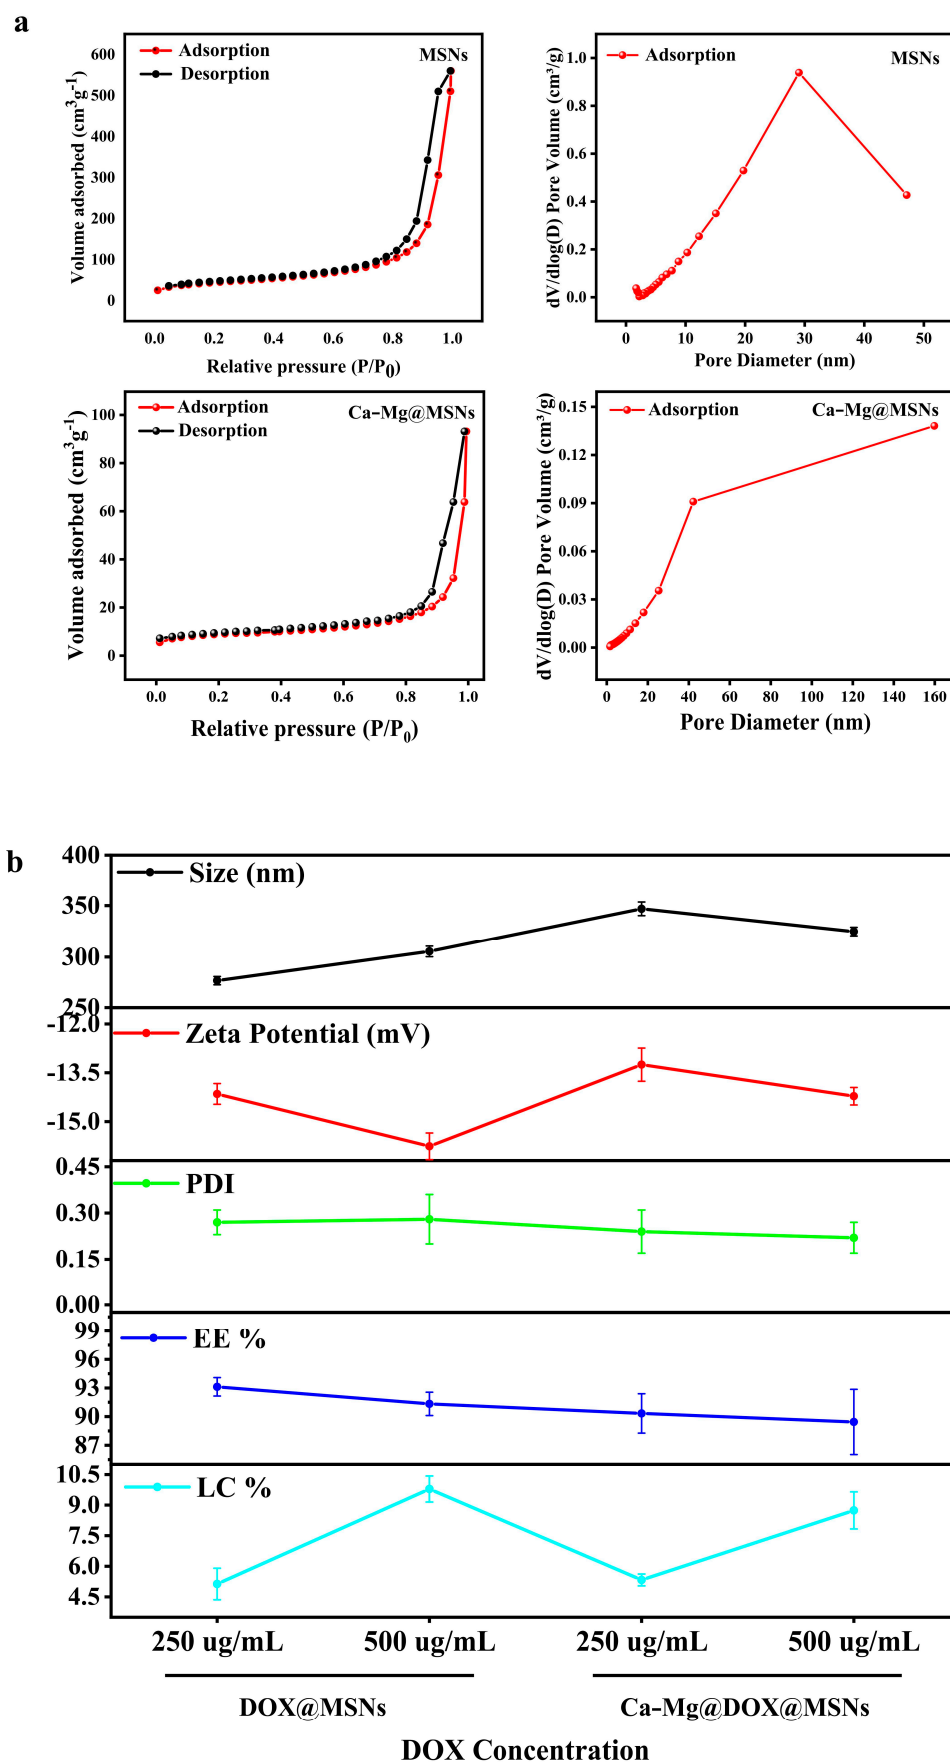 a
Adsorption
Desorption
MSNs
600
500
400
300
200
100
0
Volume adsorbed (cm³g⁻¹)
0.0 0.2 0.4 0.6 0.8 1.0
Relative pressure (P/P₀)
Adsorption
MSNs
1.0
0.8
0.6
0.4
0.2
0.0
dV/dlog(D) Pore Volume (cm³/g)
0 10 20 30 40 50
Pore Diameter (nm)
Adsorption
Desorption
Ca-Mg@MSNs
100
80
60
40
20
0
Volume adsorbed (cm³g⁻¹)
0.0 0.2 0.4 0.6 0.8 1.0
Relative pressure (P/P₀)
Adsorption
Ca-Mg@MSNs
0.15
0.12
0.09
0.06
0.03
0.00
dV/dlog(D) Pore Volume (cm³/g)
0 20 40 60 80 100 120 140 160
Pore Diameter (nm)
b
400
350
300
250
Size (nm)
-12.0
-13.5
-15.0
Zeta Potential (mV)
0.45
0.30
0.15
0.00
PDI
99
96
93
90
87
EE %
10.5
9.0
7.5
6.0
4.5
LC %
250 ug/mL 500 ug/mL 250 ug/mL 500 ug/mL
DOX@MSNs Ca-Mg@DOX@MSNs
DOX Concentration